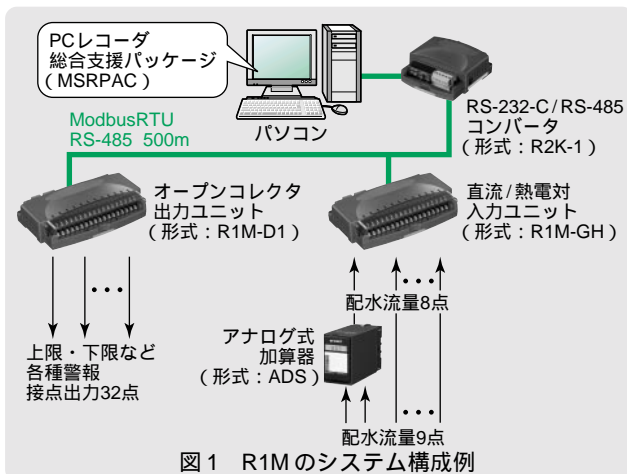 PCレコーダ
総合支援パッケージ
(MSRPAC)
パソコン
RS-232-C/RS-485
コンバータ
(形式:R2K-1)
ModbusRTU
RS-485 500m
オープンコレクタ
出力ユニット
(形式:R1M-D1)
直流/熱電対
入力ユニット
(形式:R1M-GH)
配水流量8点
上限・下限など
各種警報
接点出力32点
アナログ式
加算器
(形式:ADS)
配水流量9点
図1 R1Mのシステム構成例